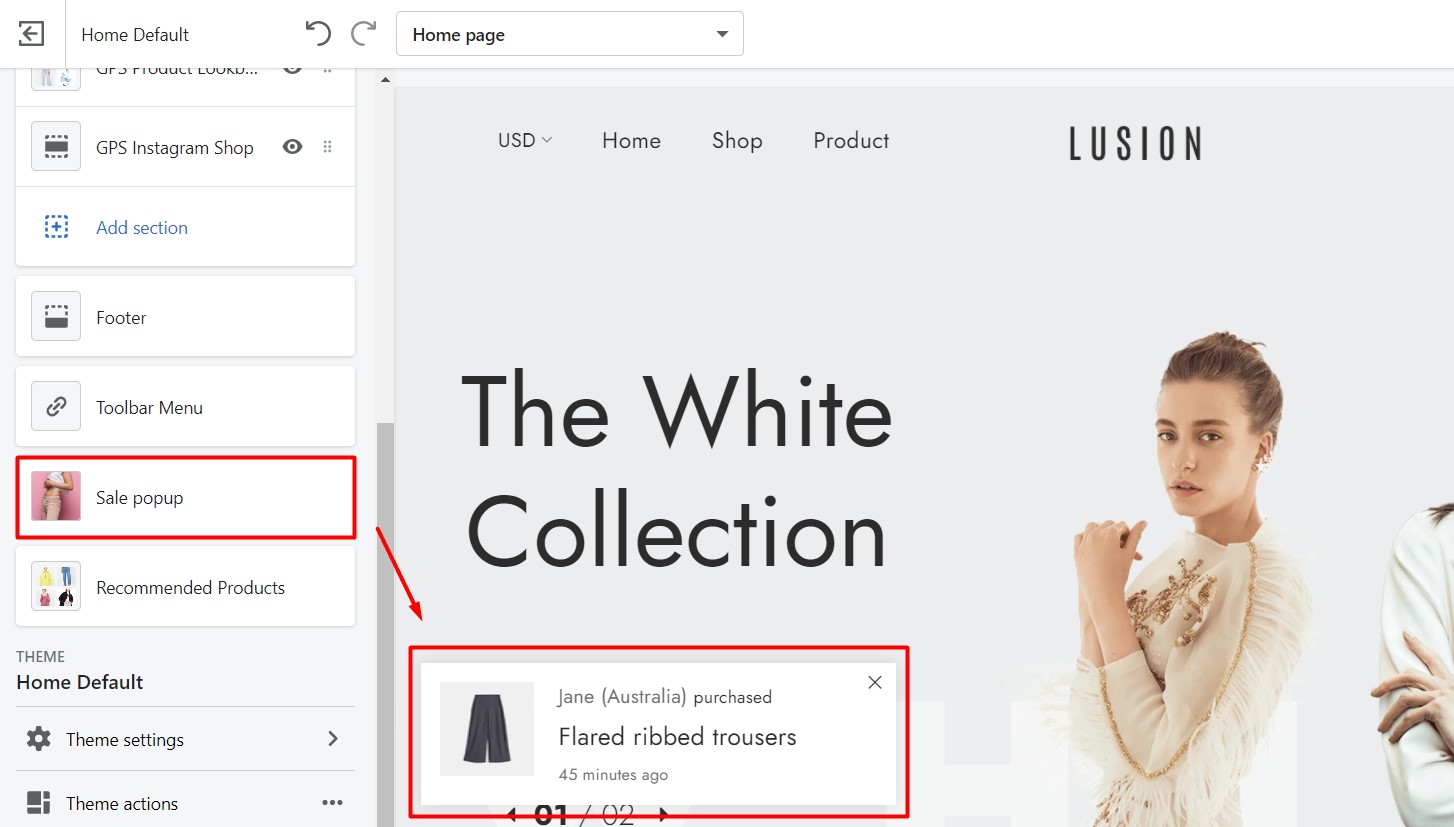 Home Default
Home page
GPS Product Lookb...
GPS Instagram Shop
Add section
Footer
Toolbar Menu
Sale popup
Recommended Products
THEME
Home Default
Theme settings
Theme actions
USD Home Shop Product LUSION
The White
Collection
Jane (Australia) purchased
Flared ribbed trousers
45 minutes ago
01 / 02